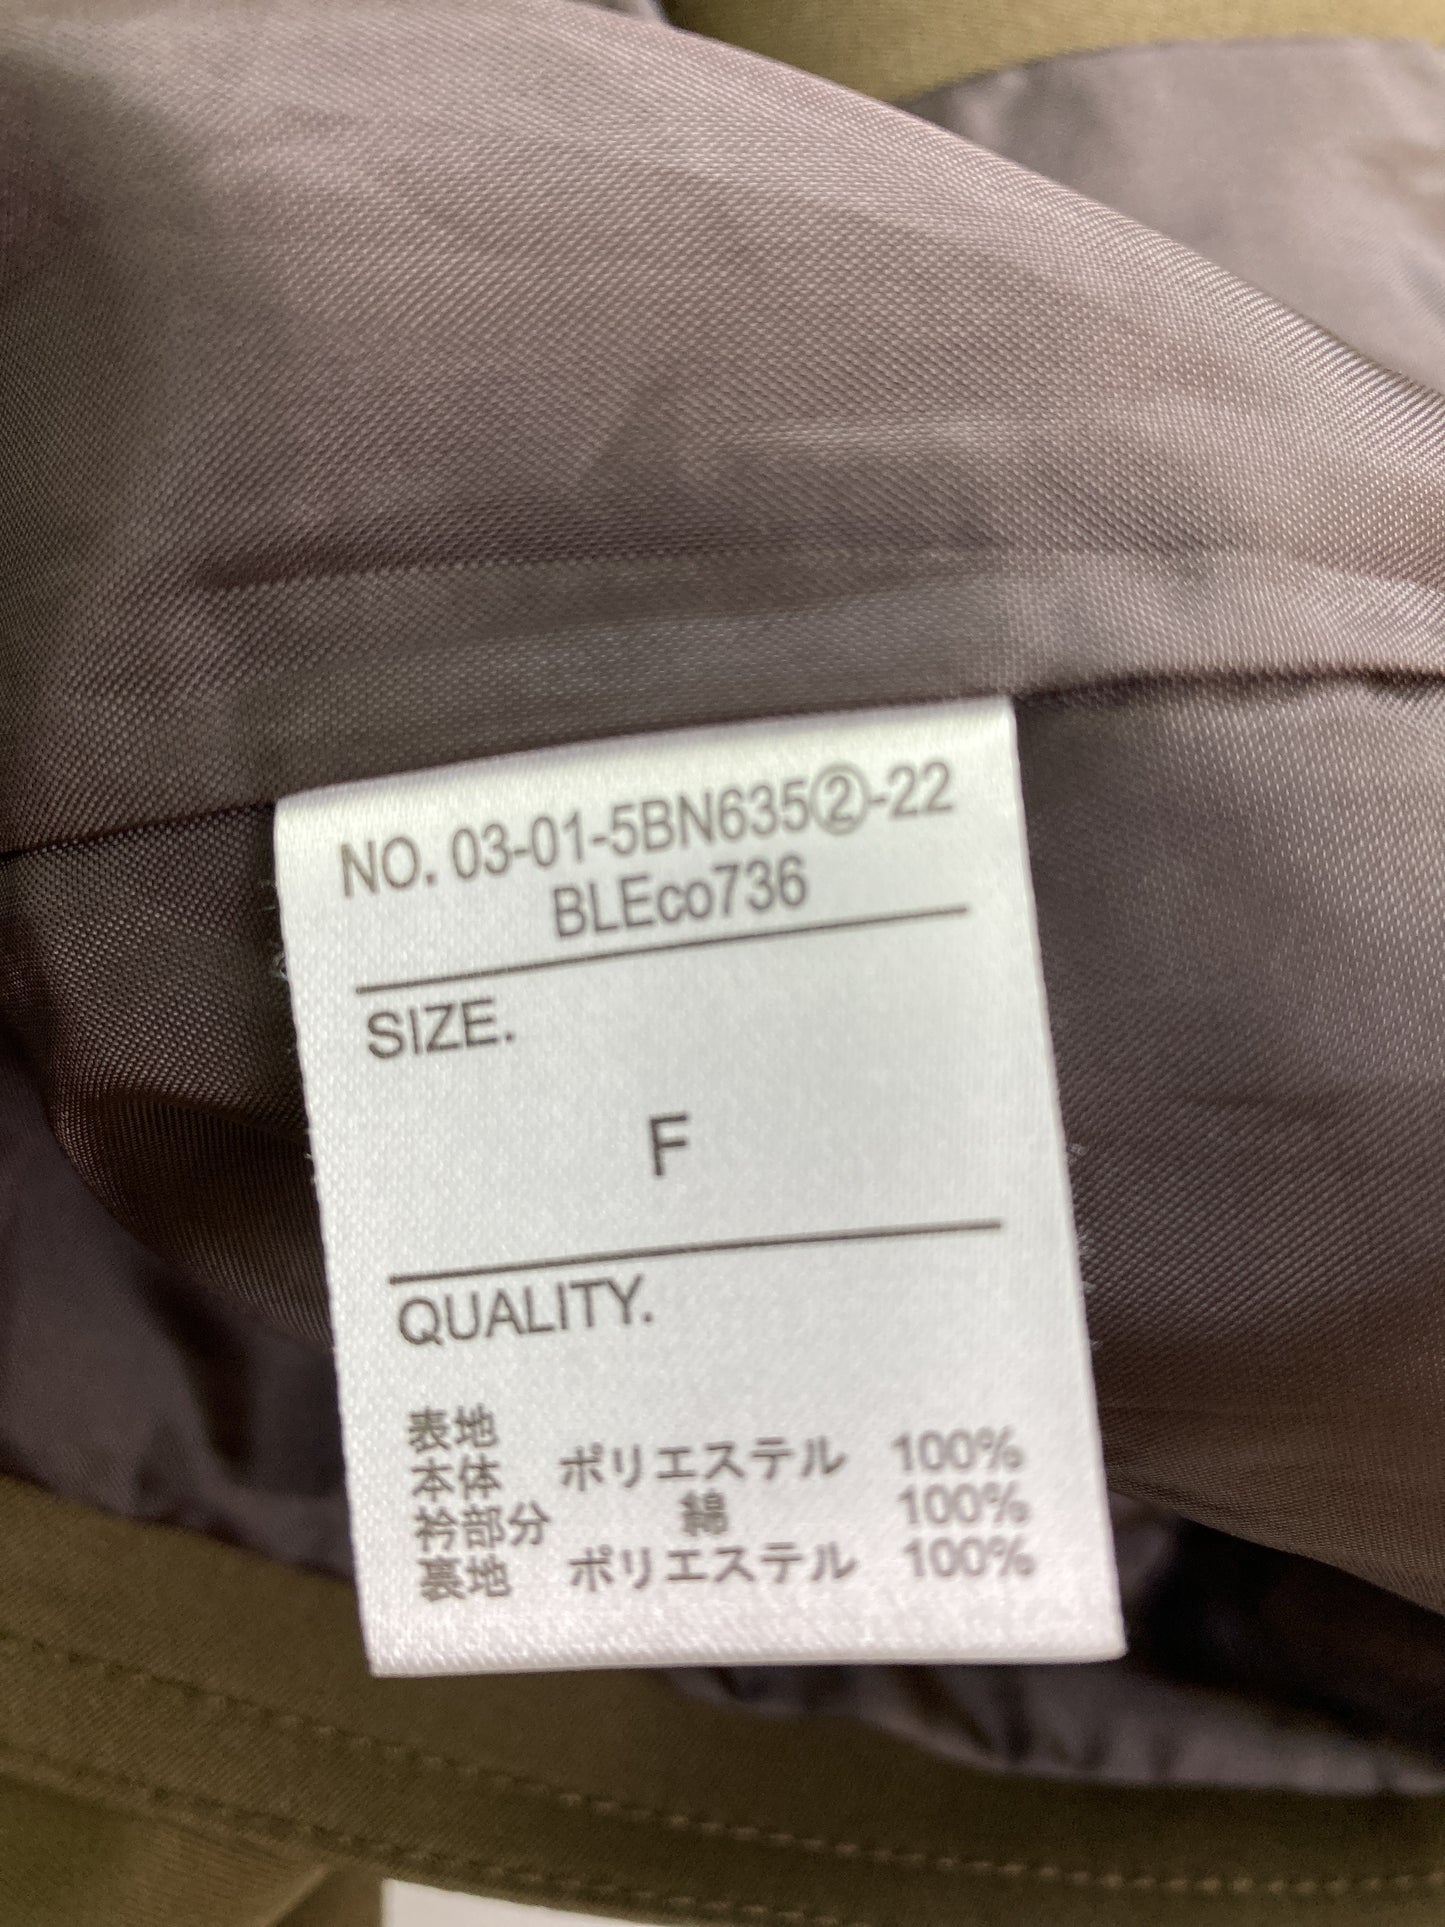 NO. 03-01-5BN635②-22
BLEco736
SIZE.
F
QUALITY.
表地
本体 ポリエステル 100%
衿部分 綿 100%
裏地 ポリエステル 100%